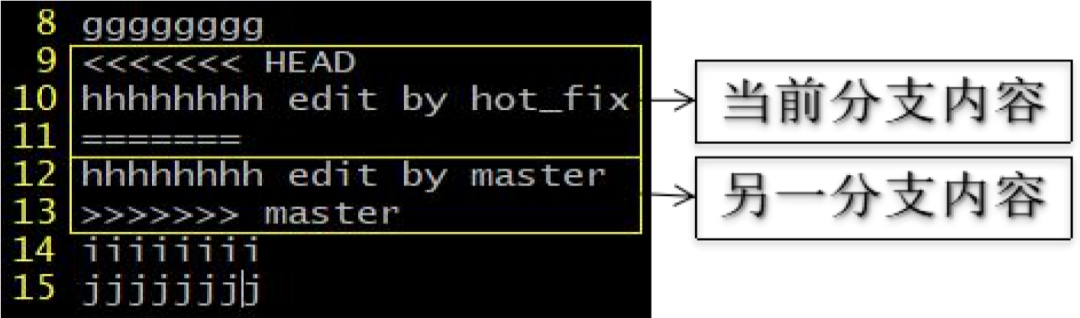 8 gggggggg
9 <<<<<<< HEAD
10 hhhhhhhh edit by hot_fix
11 =======
当前分支内容
12 hhhhhhhh edit by master
13 >>>>>>> master
另一分支内容
14 iiiiiiii
15 jjjjjjjj